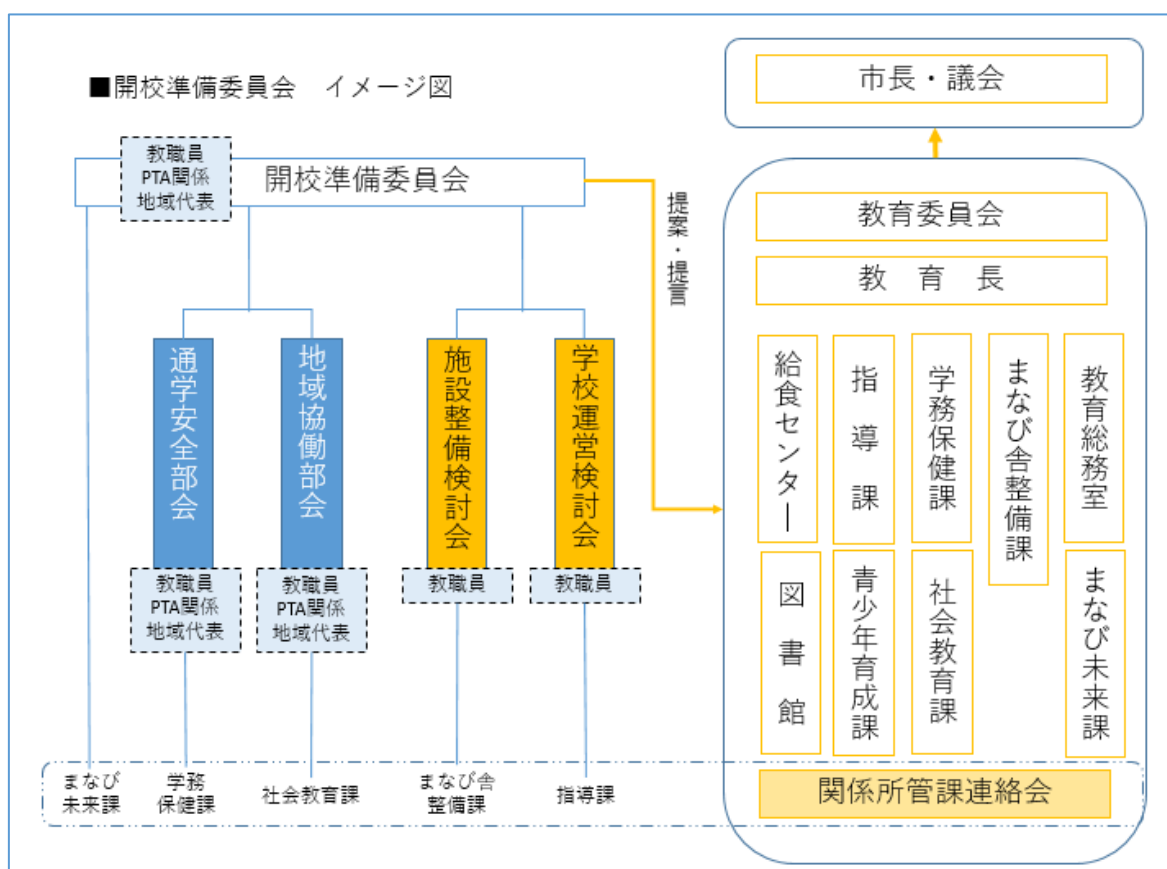 ■開校準備委員会　イメージ図
市長・議会
教職員
PTA関係
地域代表
開校準備委員会
提案・提言
教育委員会
教　育　長
通学安全部会
地域協働部会
施設整備検討会
学校運営検討会
教職員
PTA関係
地域代表
教職員
PTA関係
地域代表
教職員
教職員
給食センター
指導課
学務保健課
まなび舎整備課
教育総務室
図書館
青少年育成課
社会教育課
まなび未来課
まなび
未来課
学務
保健課
社会教育課
まなび舎
整備課
指導課
関係所管課連絡会